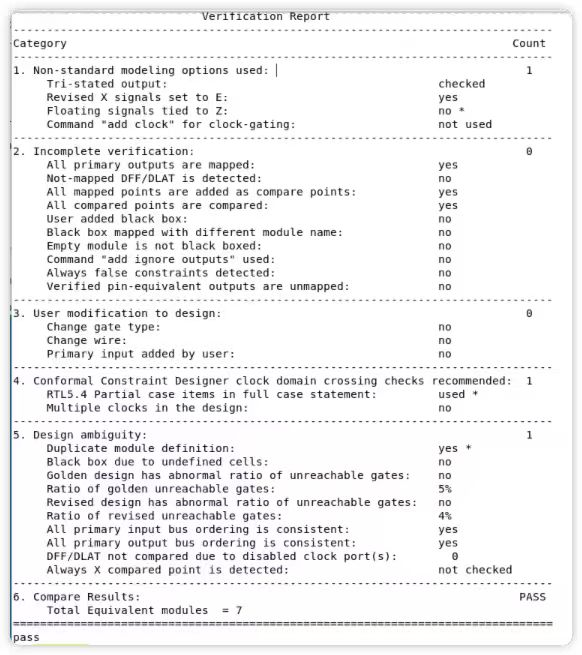 Verification Report
Category Count
1. Non-standard modeling options used: 1
Tri-stated output: checked
Revised X signals set to E: yes
Floating signals tied to Z: no *
Command "add clock" for clock-gating: not used
2. Incomplete verification: 0
All primary outputs are mapped: yes
Not-mapped DFF/DLAT is detected: no
All mapped points are added as compare points: yes
All compared points are compared: yes
User added black box: no
Black box mapped with different module name: no
Empty module is not black boxed: no
Command "add ignore outputs" used: no
Always false constraints detected: no
Verified pin-equivalent outputs are unmapped: no
3. User modification to design: 0
Change gate type: no
Change wire: no
Primary input added by user: no
4. Conformal Constraint Designer clock domain crossing checks recommended: 1
RTL5.4 Partial case items in full case statement: used *
Multiple clocks in the design: no
5. Design ambiguity: 1
Duplicate module definition: yes *
Black box due to undefined cells: no
Golden design has abnormal ratio of unreachable gates: no
Ratio of golden unreachable gates: 5%
Revised design has abnormal ratio of unreachable gates: no
Ratio of revised unreachable gates: 4%
All primary input bus ordering is consistent: yes
All primary output bus ordering is consistent: yes
DFF/DLAT not compared due to disabled clock port(s): 0
Always X compared point is detected: not checked
6. Compare Results: PASS
Total Equivalent modules = 7
pass